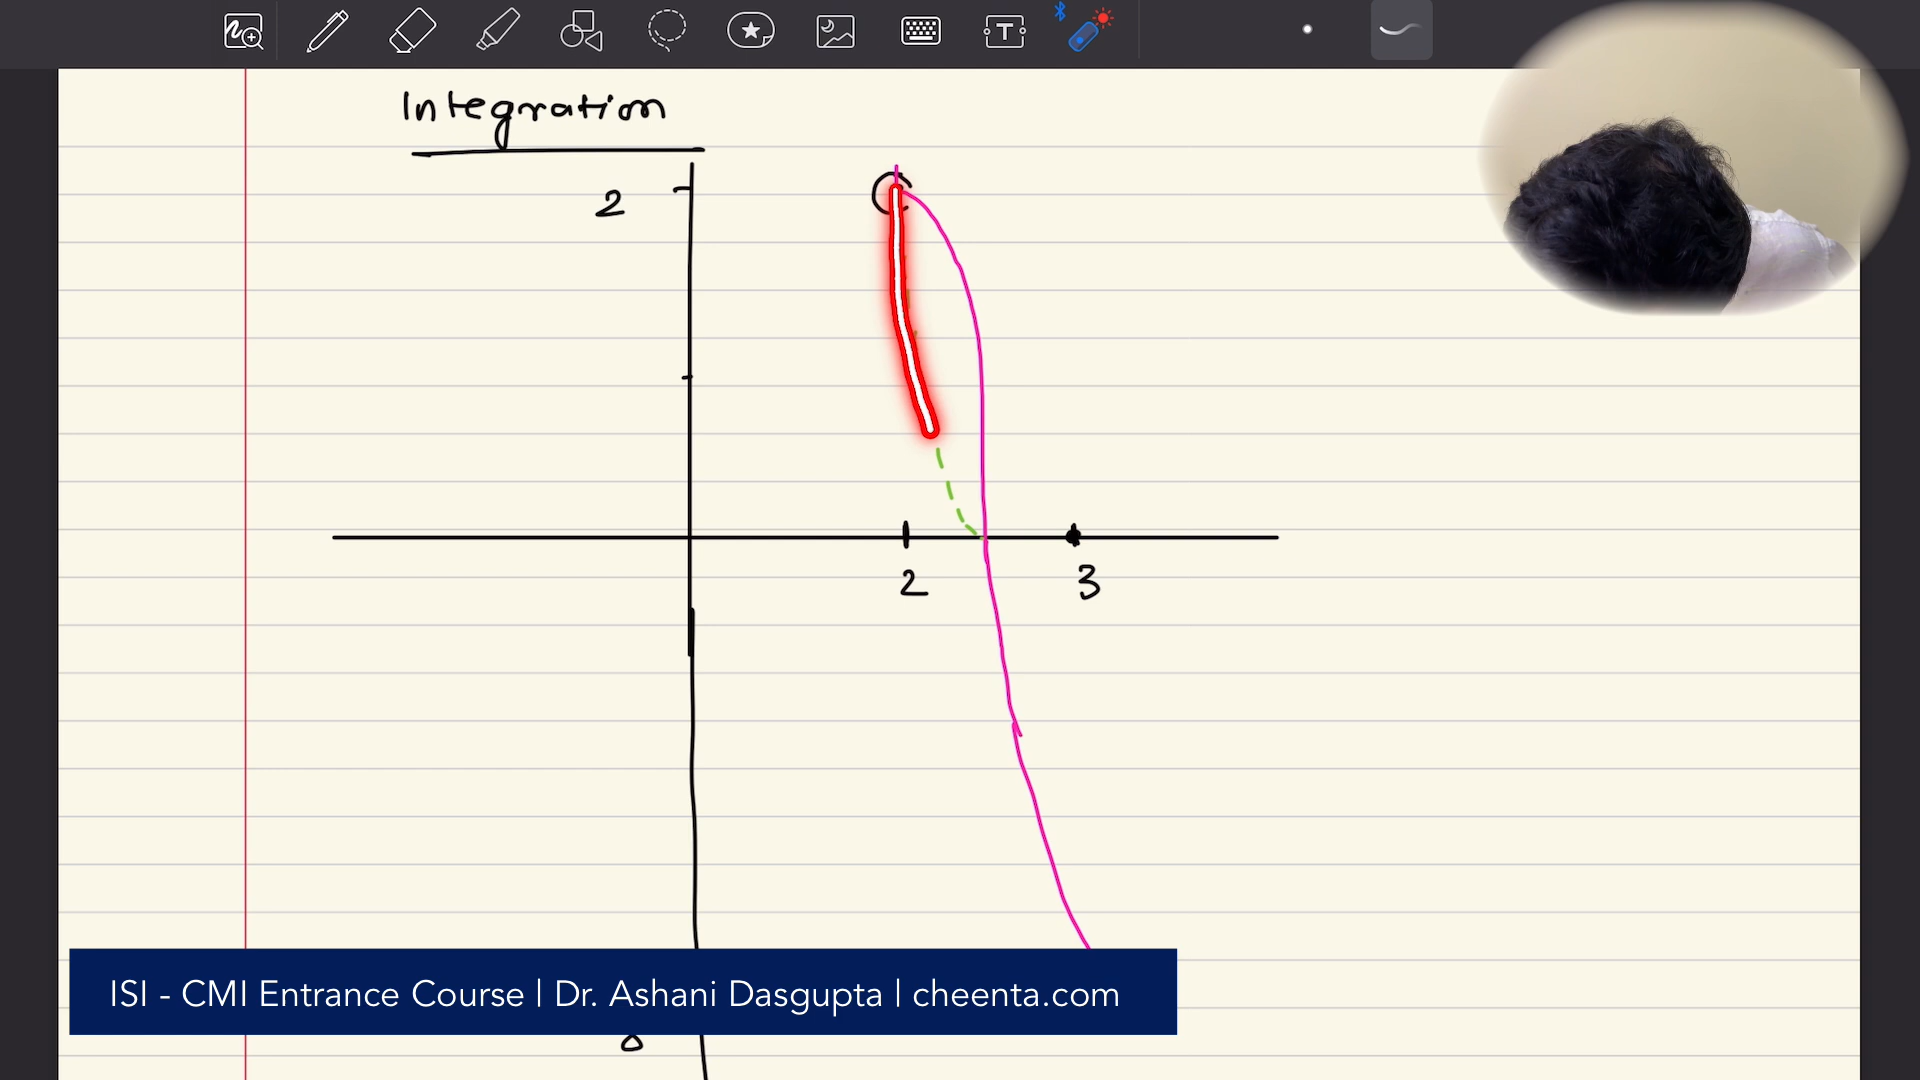 Integration
2
2
3
ISI - CMI Entrance Course | Dr. Ashani Dasgupta | cheenta.com